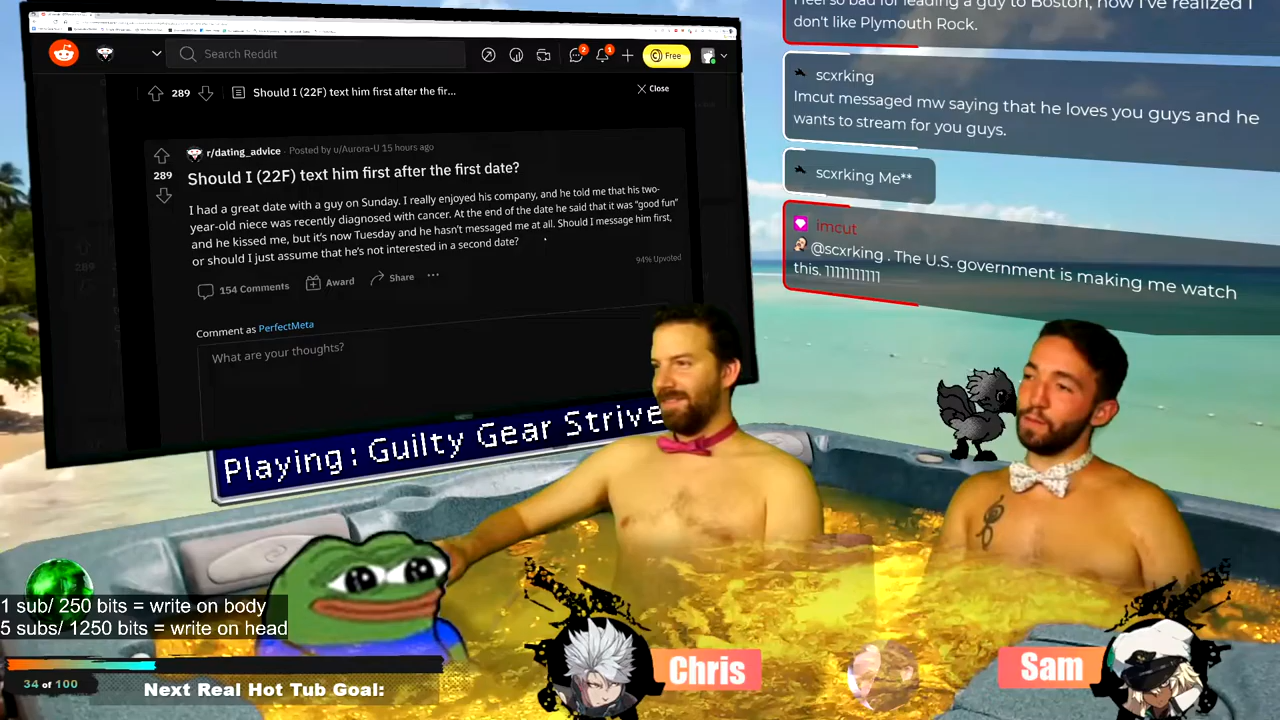 Search Reddit
2
1
Free
289
Should I (22F) text him first after the fir...
Close
r/dating_advice · Posted by u/Aurora-U 15 hours ago
289
Should I (22F) text him first after the first date?
I had a great date with a guy on Sunday. I really enjoyed his company, and he told me that his two-
year-old niece was recently diagnosed with cancer. At the end of the date he said that it was "good fun"
and he kissed me, but it's now Tuesday and he hasn't messaged me at all. Should I message him first,
or should I just assume that he's not interested in a second date?
94% Upvoted
154 Comments
Award
Share
Comment as PerfectMeta
What are your thoughts?
Playing: Guilty Gear Strive
I feel so bad for leading a guy to Boston, now I've realized I
don't like Plymouth Rock.
scxrking
Imcut messaged mw saying that he loves you guys and he
wants to stream for you guys.
scxrking Me**
imcut
@scxrking . The U.S. government is making me watch
this. 11111111111
1 sub/ 250 bits = write on body
5 subs/ 1250 bits = write on head
34 of 100
Next Real Hot Tub Goal:
Chris
Sam